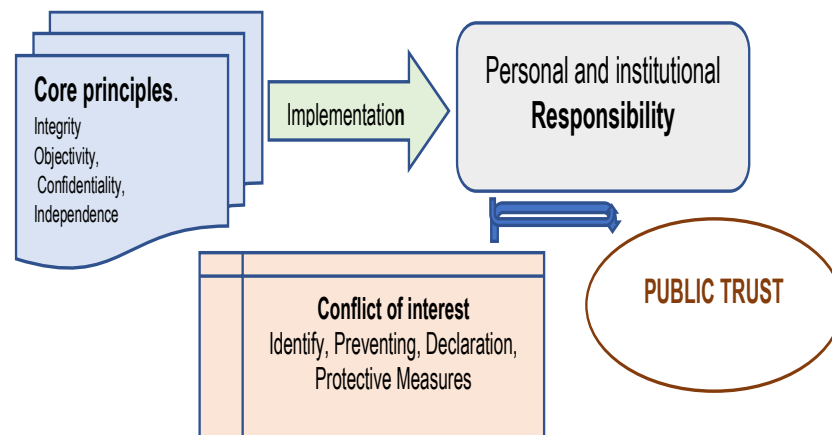 Core principles.
Integrity
Objectivity,
Confidentiality,
Independence
Implementation
Personal and institutional
Responsibility
Conflict of interest
Identify, Preventing, Declaration,
Protective Measures
PUBLIC TRUST